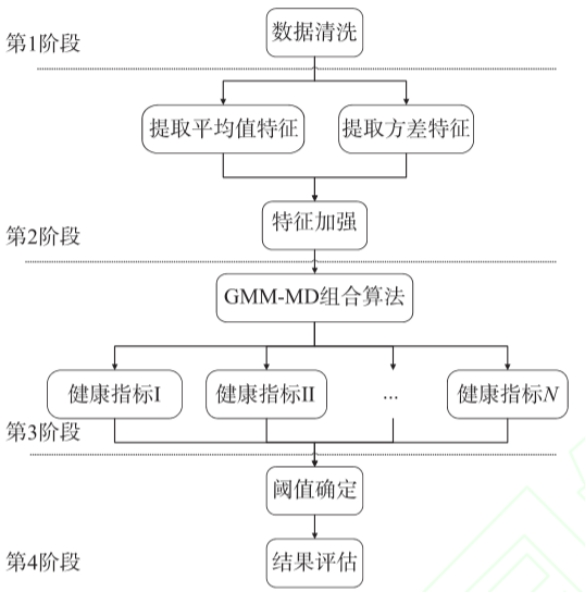 数据清洗
第1阶段
提取平均值特征
提取方差特征
特征加强
第2阶段
GMM-MD组合算法
健康指标I
健康指标II
...
健康指标N
第3阶段
阈值确定
第4阶段
结果评估